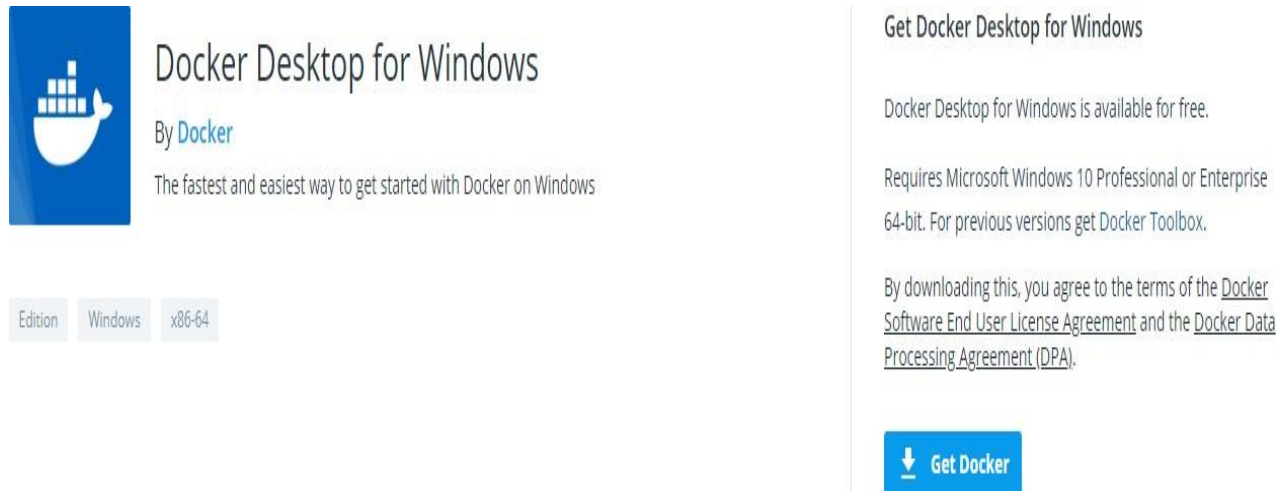 Docker Desktop for Windows
By Docker
The fastest and easiest way to get started with Docker on Windows
Edition Windows x86-64
Get Docker Desktop for Windows
Docker Desktop for Windows is available for free.
Requires Microsoft Windows 10 Professional or Enterprise
64-bit. For previous versions get Docker Toolbox.
By downloading this, you agree to the terms of the Docker
Software End User License Agreement and the Docker Data
Processing Agreement (DPA).
Get Docker